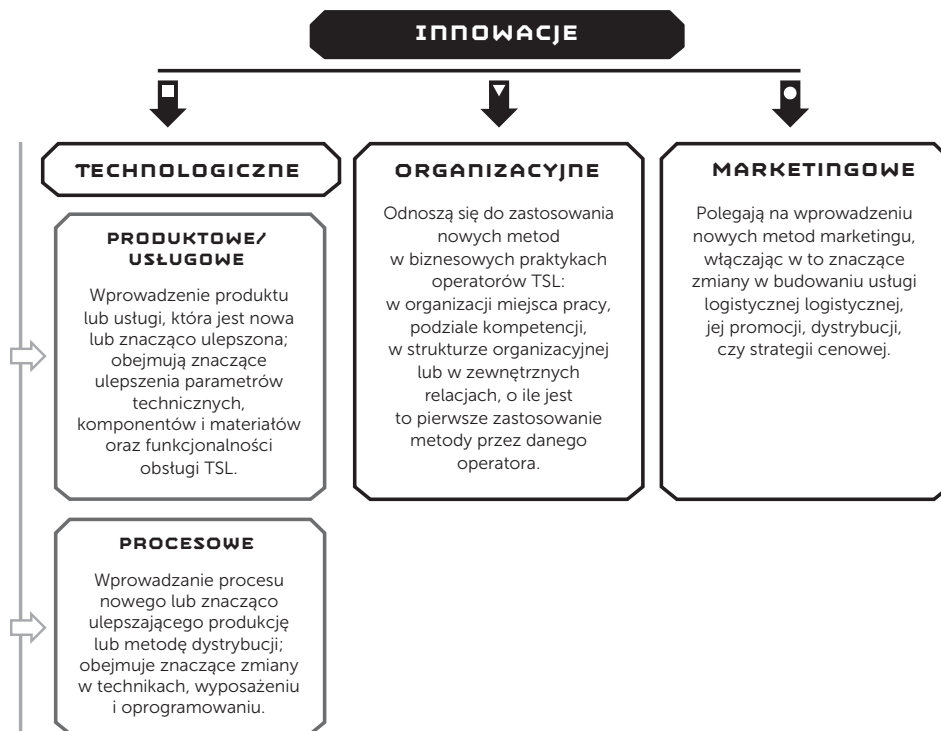 INNOWACJE
TECHNOLOGICZNE
PRODUKTOWE/
USŁUGOWE
Wprowadzenie produktu
lub usługi, która jest nowa
lub znacząco ulepszona;
obejmują znaczące
ulepszenia parametrów
technicznych,
komponentów i materiałów
oraz funkcjonalności
obsługi TSL.
PROCESOWE
Wprowadzanie procesu
nowego lub znacząco
ulepszającego produkcję
lub metodę dystrybucji;
obejmuje znaczące zmiany
w technikach, wyposażeniu
i oprogramowaniu.
ORGANIZACYJNE
Odnoszą się do zastosowania
nowych metod
w biznesowych praktykach
operatorów TSL:
w organizacji miejsca pracy,
podziale kompetencji,
w strukturze organizacyjnej
lub w zewnętrznych
relacjach, o ile jest
to pierwsze zastosowanie
metody przez danego
operatora.
MARKETINGOWE
Polegają na wprowadzeniu
nowych metod marketingu,
włączając w to znaczące
zmiany w budowaniu usługi
logistycznej logistycznej,
jej promocji, dystrybucji,
czy strategii cenowej.